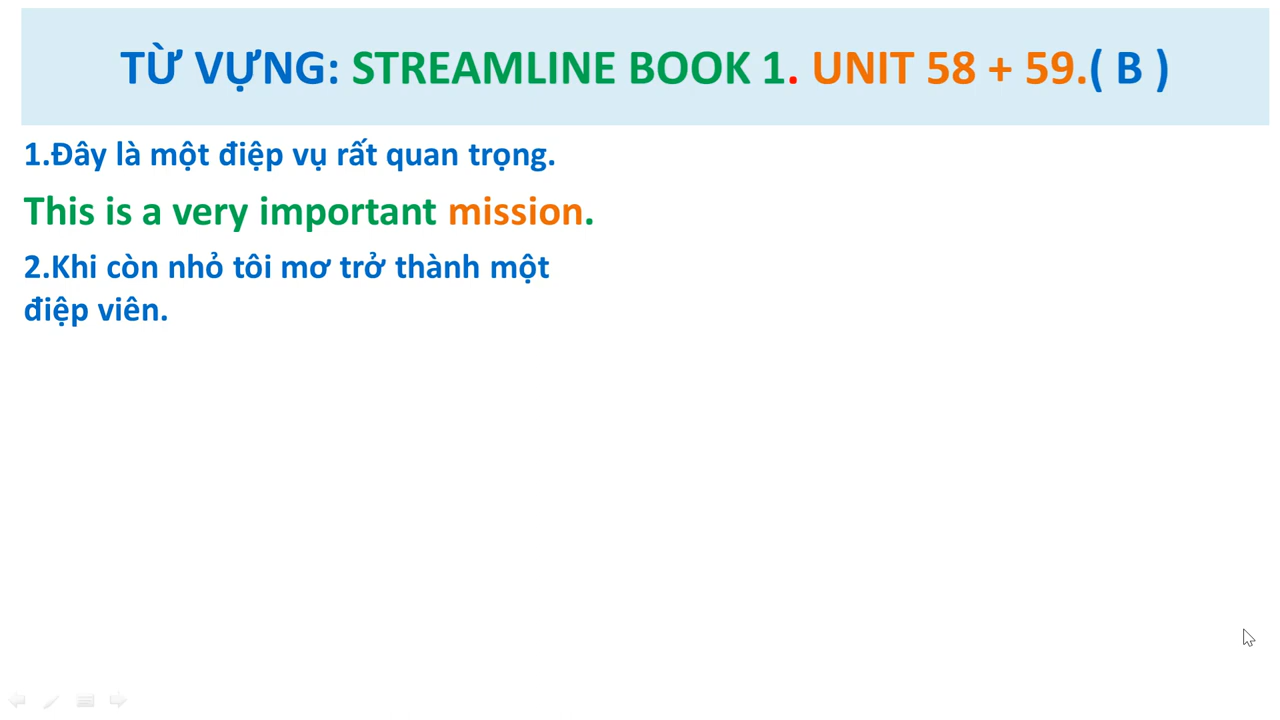 TỪ VỰNG: STREAMLINE BOOK 1. UNIT 58 + 59.( B )
1.Đây là một điệp vụ rất quan trọng.
This is a very important mission.
2.Khi còn nhỏ tôi mơ trở thành một
điệp viên.